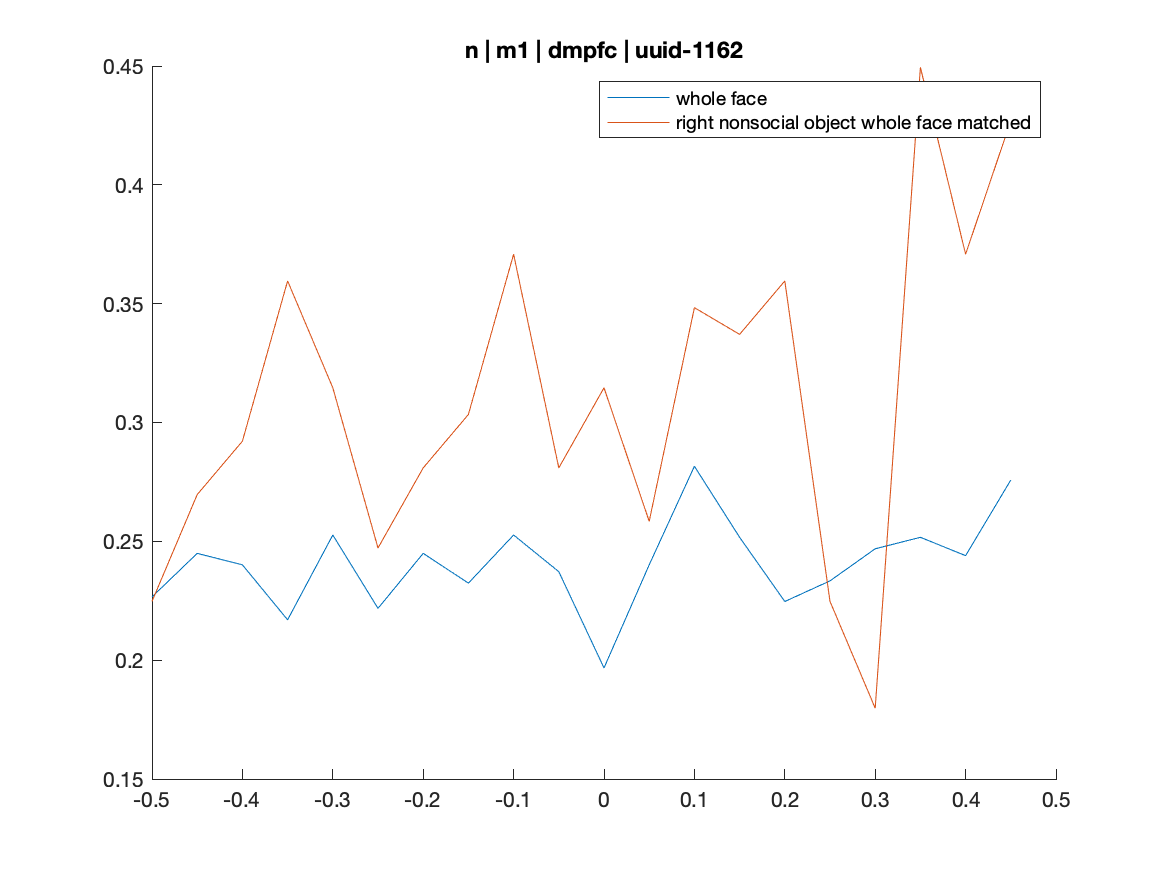 n | m1 | dmpfc | uuid-1162
0.45
whole face
right nonsocial object whole face matched
0.4
0.35
0.3
0.25
0.2
0.15
-0.5 -0.4 -0.3 -0.2 -0.1 0 0.1 0.2 0.3 0.4 0.5